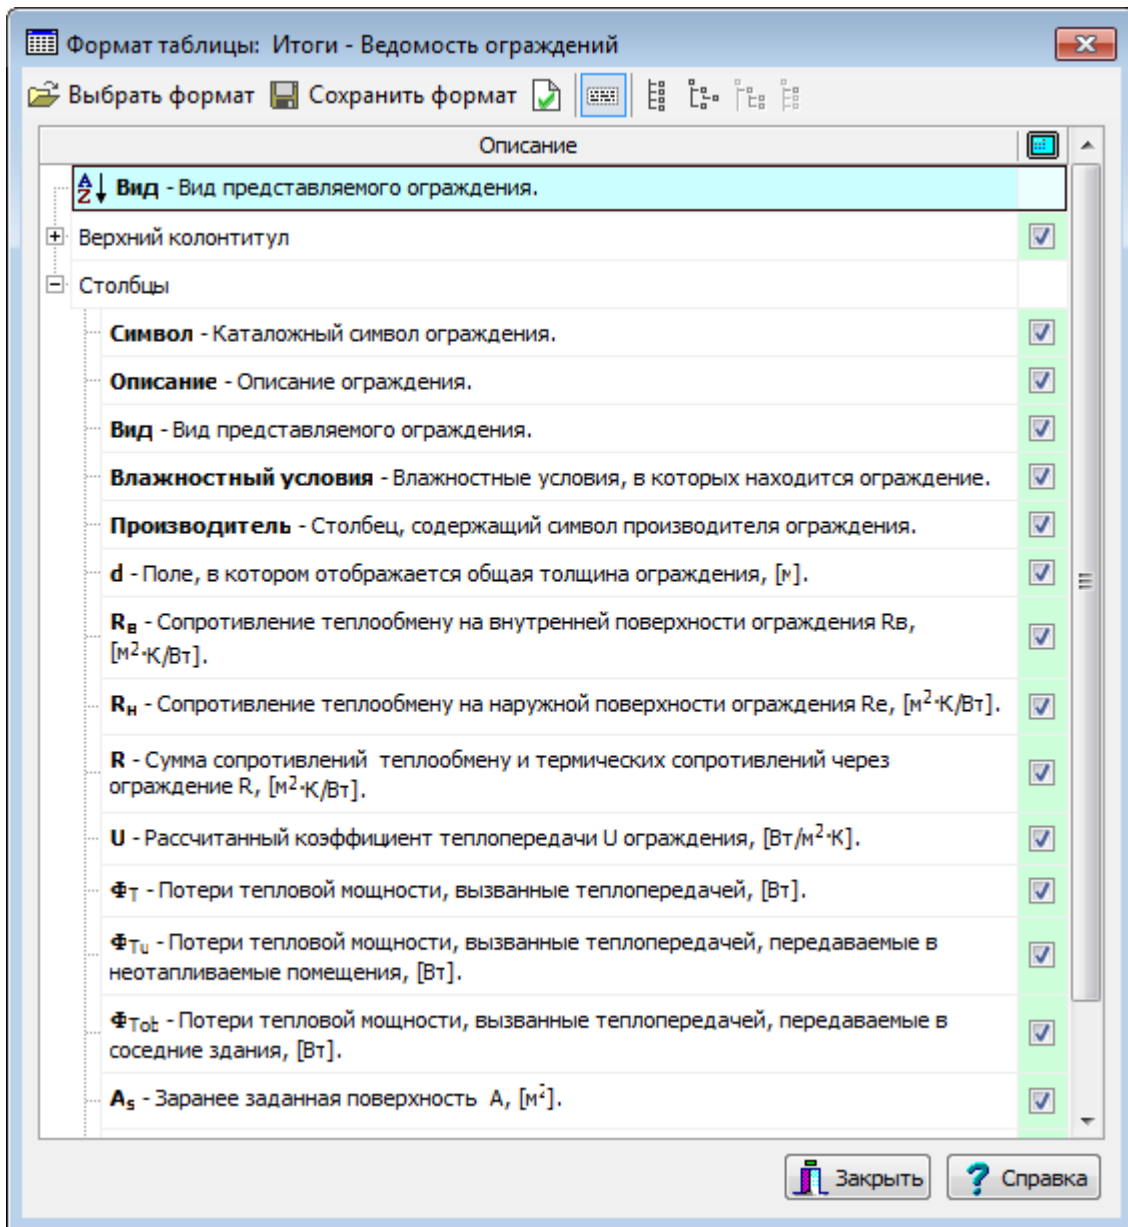 Формат таблицы: Итоги - Ведомость ограждений
Выбрать формат Сохранить формат
Описание
Вид - Вид представляемого ограждения.
Верхний колонтитул
Столбцы
Символ - Каталожный символ ограждения.
Описание - Описание ограждения.
Вид - Вид представляемого ограждения.
Влажностный условия - Влажностные условия, в которых находится ограждение.
Производитель - Столбец, содержащий символ производителя ограждения.
d - Поле, в котором отображается общая толщина ограждения, [м].
Rв - Сопротивление теплообмену на внутренней поверхности ограждения Rв,
[м²·К/Вт].
Rн - Сопротивление теплообмену на наружной поверхности ограждения Re, [м²·К/Вт].
R - Сумма сопротивлений теплообмену и термических сопротивлений через
ограждение R, [м²·К/Вт].
U - Рассчитанный коэффициент теплопередачи U ограждения, [Вт/м²·К].
ΦT - Потери тепловой мощности, вызванные теплопередачей, [Вт].
ΦTu - Потери тепловой мощности, вызванные теплопередачей, передаваемые в
неотапливаемые помещения, [Вт].
ΦTob - Потери тепловой мощности, вызванные теплопередачей, передаваемые в
соседние здания, [Вт].
As - Заранее заданная поверхность A, [м²].
Закрыть
? Справка